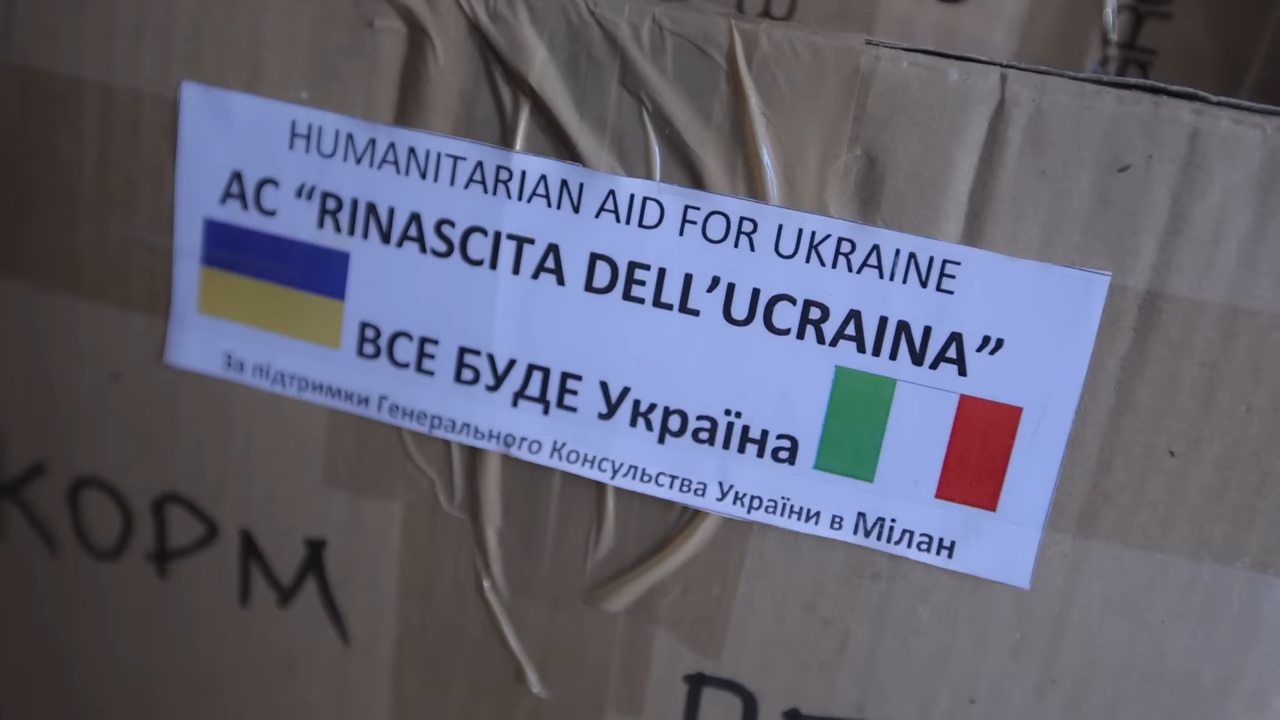 HUMANITARIAN AID FOR UKRAINE
AC “RINASCITA DELL’UCRAINA”
ВСЕ БУДЕ Україна
За підтримки Генерального Консульства України в Мілан
КОРМ